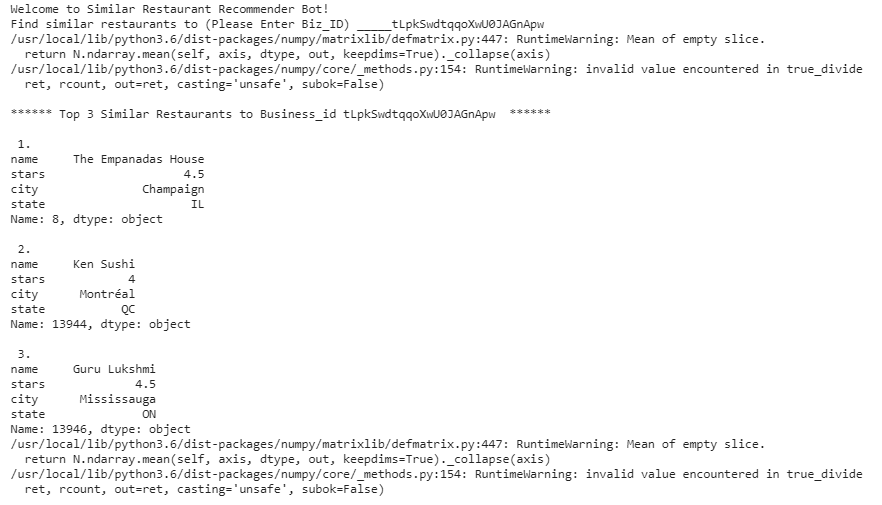 Welcome to Similar Restaurant Recommender Bot!
Find similar restaurants to (Please Enter Biz_ID) _____tLpkSwdtqqoXwU0JAGnApw
/usr/local/lib/python3.6/dist-packages/numpy/matrixlib/defmatrix.py:447: RuntimeWarning: Mean of empty slice.
  return N.ndarray.mean(self, axis, dtype, out, keepdims=True)._collapse(axis)
/usr/local/lib/python3.6/dist-packages/numpy/core/_methods.py:154: RuntimeWarning: invalid value encountered in true_divide
  ret, rcount, out=ret, casting='unsafe', subok=False)
****** Top 3 Similar Restaurants to Business_id tLpkSwdtqqoXwU0JAGnApw  ******
 1.
name     The Empanadas House
stars                    4.5
city               Champaign
state                     IL
Name: 8, dtype: object
 2.
name     Ken Sushi
stars            4
city      Montréal
state           QC
Name: 13944, dtype: object
 3.
name     Guru Lukshmi
stars             4.5
city      Mississauga
state              ON
Name: 13946, dtype: object
/usr/local/lib/python3.6/dist-packages/numpy/matrixlib/defmatrix.py:447: RuntimeWarning: Mean of empty slice.
  return N.ndarray.mean(self, axis, dtype, out, keepdims=True)._collapse(axis)
/usr/local/lib/python3.6/dist-packages/numpy/core/_methods.py:154: RuntimeWarning: invalid value encountered in true_divide
  ret, rcount, out=ret, casting='unsafe', subok=False)